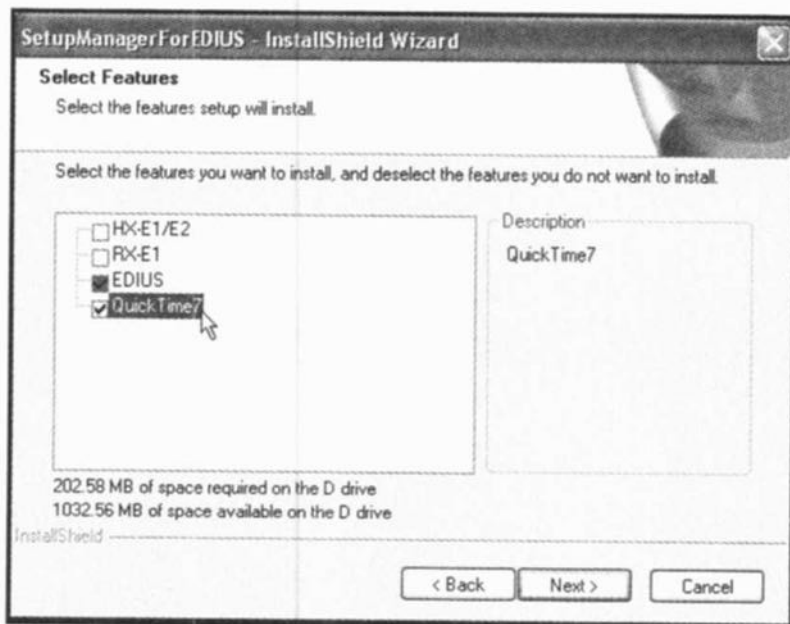 SetupManagerForEDIUS - InstallShield Wizard
Select Features
Select the features setup will install.
Select the features you want to install, and deselect the features you do not want to install.
HX-E1/E2
RX-E1
EDIUS
QuickTime7
Description
QuickTime7
202.58 MB of space required on the D drive
1032.56 MB of space available on the D drive
InstallShield
< Back
Next >
Cancel